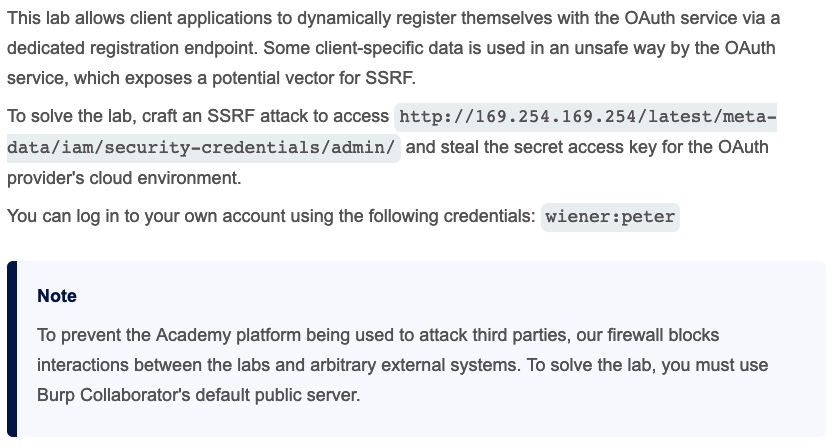 This lab allows client applications to dynamically register themselves with the OAuth service via a
dedicated registration endpoint. Some client-specific data is used in an unsafe way by the OAuth
service, which exposes a potential vector for SSRF.
To solve the lab, craft an SSRF attack to access http://169.254.169.254/latest/meta-
data/iam/security-credentials/admin/ and steal the secret access key for the OAuth
provider's cloud environment.
You can log in to your own account using the following credentials: wiener:peter
Note
To prevent the Academy platform being used to attack third parties, our firewall blocks
interactions between the labs and arbitrary external systems. To solve the lab, you must use
Burp Collaborator's default public server.